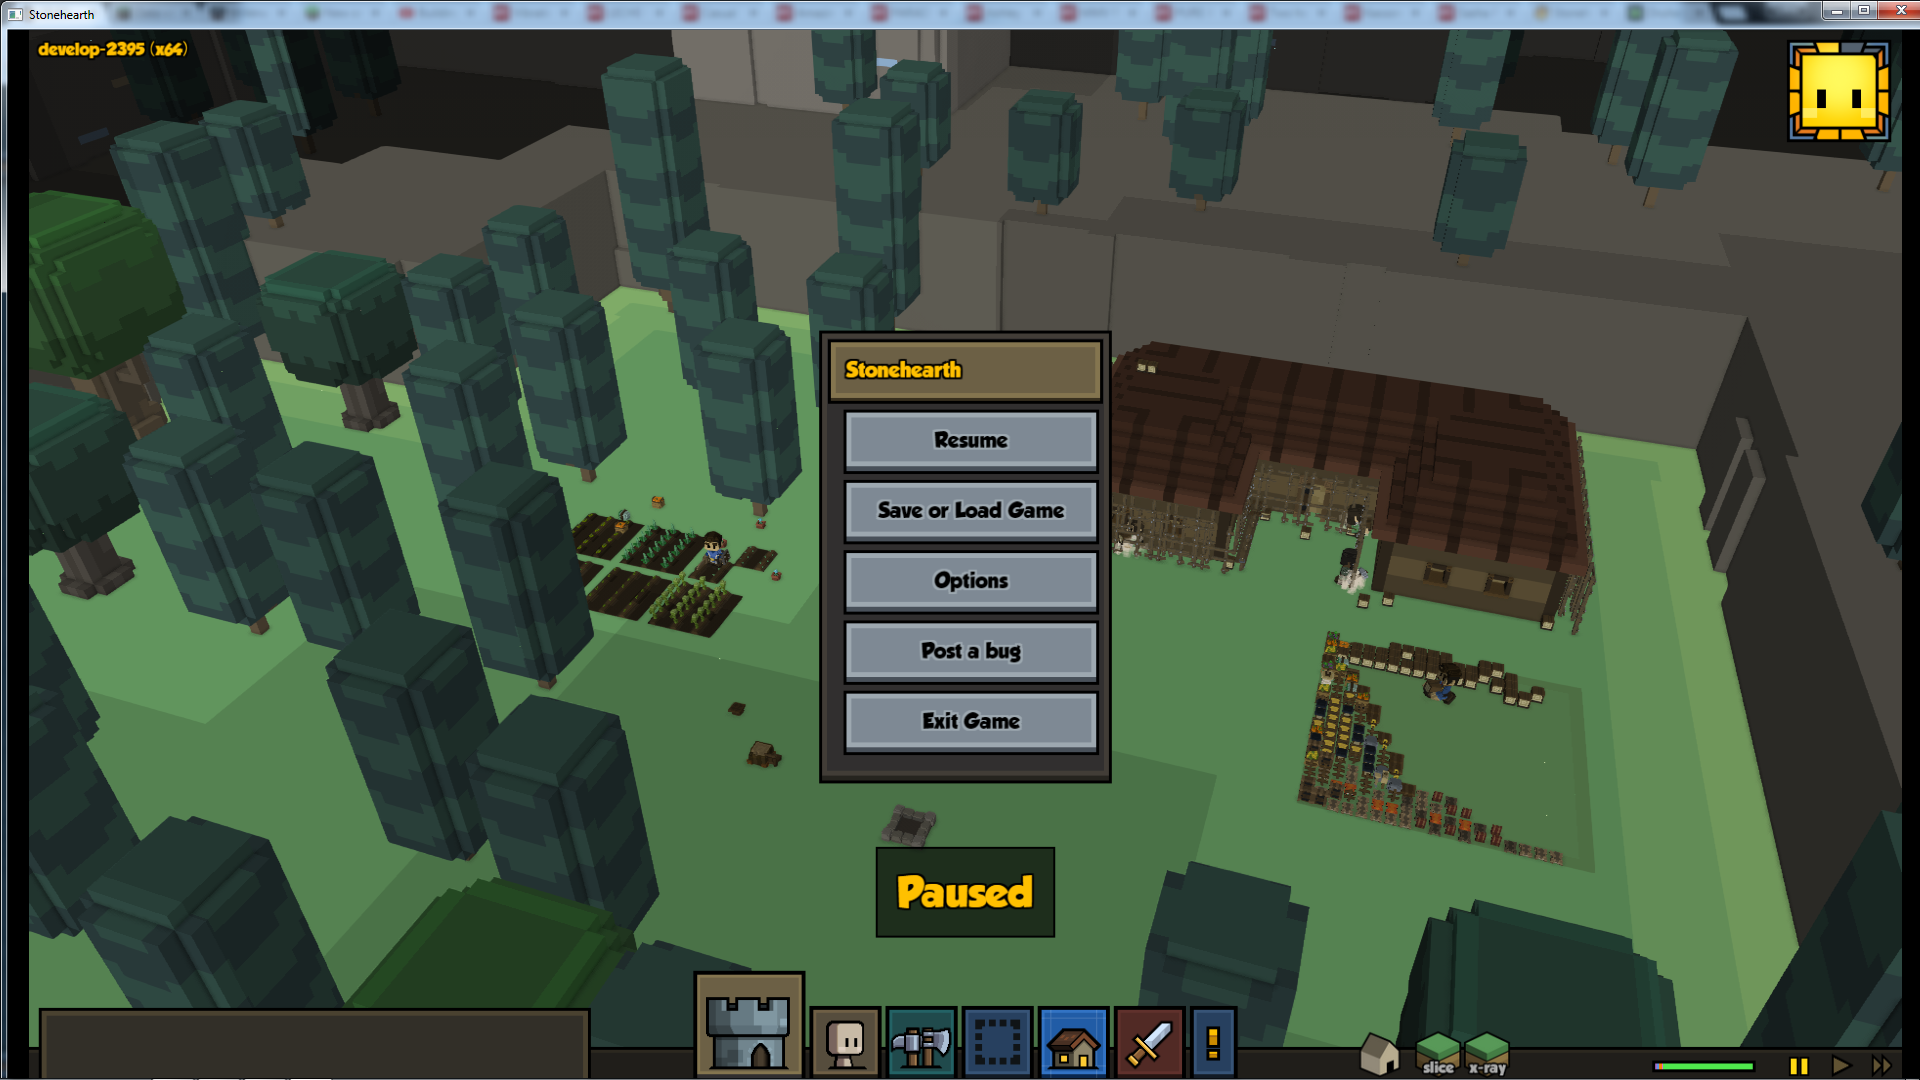 Stonehearth
develop-2395 (x64)
Stonehearth
Resume
Save or Load Game
Options
Post a bug
Exit Game
Paused
slice
x-ray